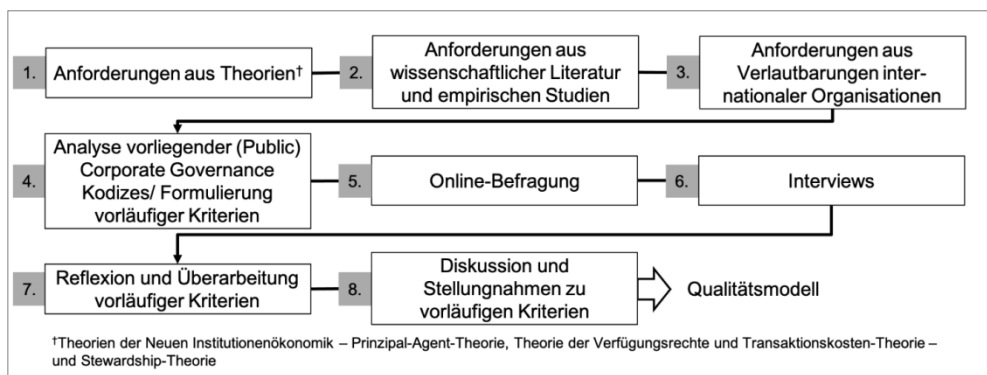 1.
Anforderungen aus Theorien†
2.
Anforderungen aus
wissenschaftlicher Literatur
und empirischen Studien
3.
Anforderungen aus
Verlautbarungen inter-
nationaler Organisationen
4.
Analyse vorliegender (Public)
Corporate Governance
Kodizes/ Formulierung
vorläufiger Kriterien
5.
Online-Befragung
6.
Interviews
7.
Reflexion und Überarbeitung
vorläufiger Kriterien
8.
Diskussion und
Stellungnahmen zu
vorläufigen Kriterien
Qualitätsmodell
†Theorien der Neuen Institutionenökonomik – Prinzipal-Agent-Theorie, Theorie der Verfügungsrechte und Transaktionskosten-Theorie –
und Stewardship-Theorie